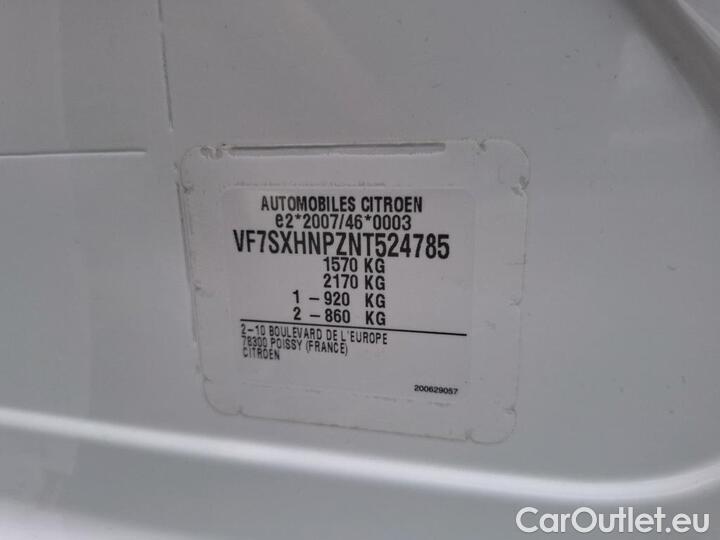 AUTOMOBILES CITROEN
e2*2007/46*0003
VF7SXHNPZNT524785
1570 KG
2170 KG
1 – 920 KG
2 – 860 KG
2–10 BOULEVARD DE L'EUROPE
78300 POISSY (FRANCE)
CITROEN
200629057
CarOutlet.eu